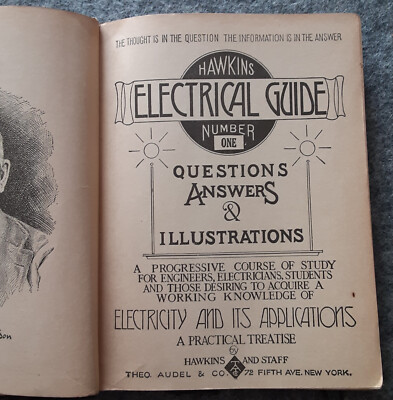 THE THOUGHT IS IN THE QUESTION THE INFORMATION IS IN THE ANSWER
HAWKINS
ELECTRICAL GUIDE
NUMBER
ONE
QUESTIONS
ANSWERS
&
ILLUSTRATIONS
A PROGRESSIVE COURSE OF STUDY
FOR ENGINEERS, ELECTRICIANS, STUDENTS
AND THOSE DESIRING TO ACQUIRE A
WORKING KNOWLEDGE OF
ELECTRICITY AND ITS APPLICATIONS
A PRACTICAL TREATISE
by
HAWKINS AND STAFF
THEO. AUDEL & CO. 72 FIFTH AVE. NEW YORK.